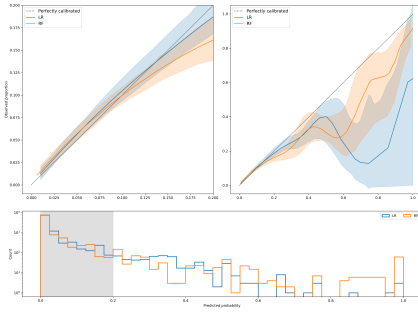 Perfectly calibrated
LR
RF
Perfectly calibrated
LR
RF
0.200
0.175
0.150
0.125
0.100
0.075
0.050
0.025
0.000
Observed proportion
0.000 0.025 0.050 0.075 0.100 0.125 0.150 0.175 0.200
1.0
0.8
0.6
0.4
0.2
0.0
0.0 0.2 0.4 0.6 0.8 1.0
LR RF
Count
0.0 0.2 0.4 0.6 0.8 1.0
Predicted probability